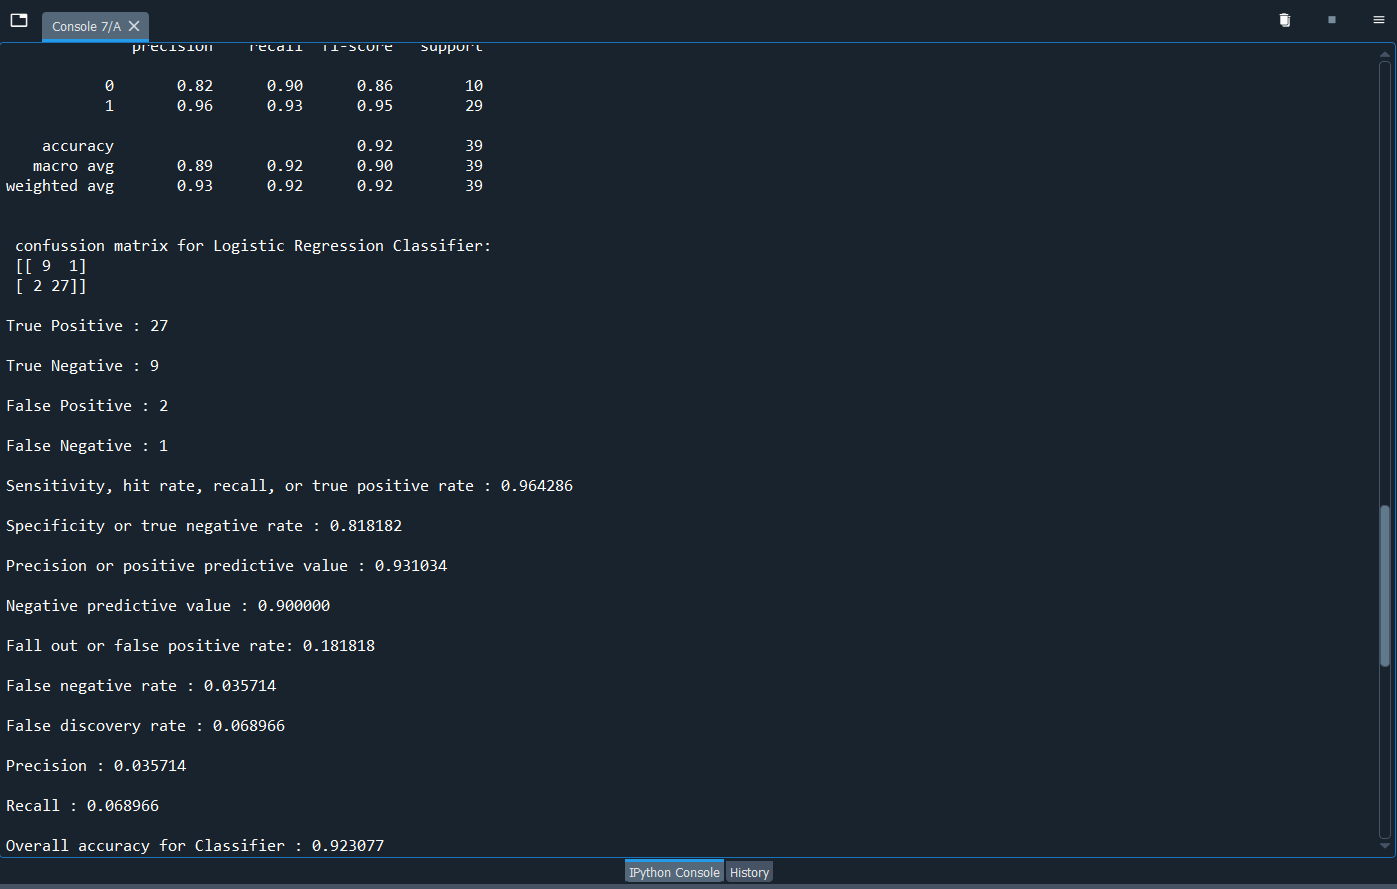 Console 7/A
precision recall f1-score support
0 0.82 0.90 0.86 10
1 0.96 0.93 0.95 29
accuracy 0.92 39
macro avg 0.89 0.92 0.90 39
weighted avg 0.93 0.92 0.92 39
confussion matrix for Logistic Regression Classifier:
[[ 9 1]
[ 2 27]]
True Positive : 27
True Negative : 9
False Positive : 2
False Negative : 1
Sensitivity, hit rate, recall, or true positive rate : 0.964286
Specificity or true negative rate : 0.818182
Precision or positive predictive value : 0.931034
Negative predictive value : 0.900000
Fall out or false positive rate: 0.181818
False negative rate : 0.035714
False discovery rate : 0.068966
Precision : 0.035714
Recall : 0.068966
Overall accuracy for Classifier : 0.923077
IPython Console History